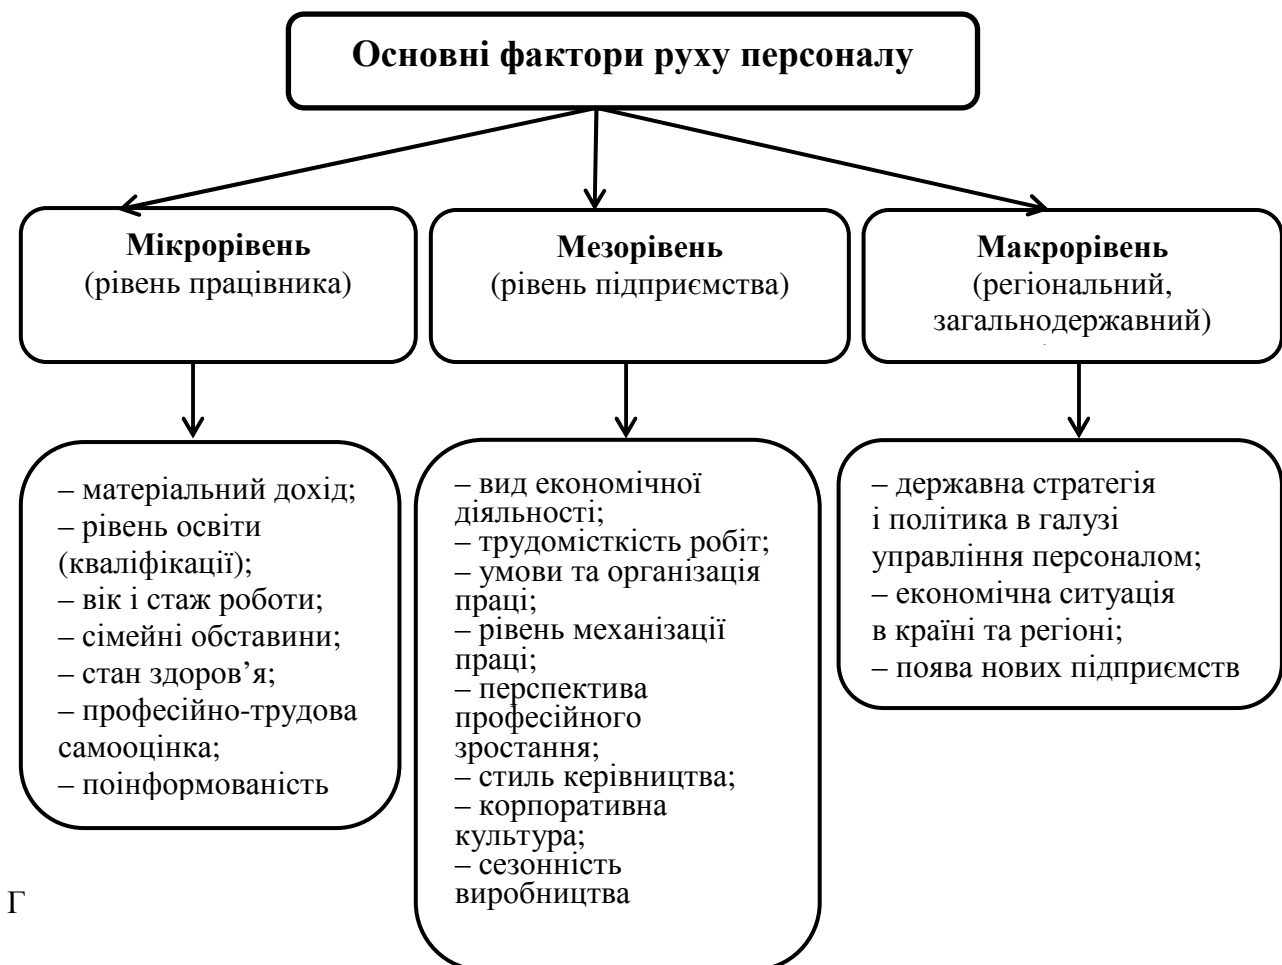 Основні фактори руху персоналу
Мікрорівень
(рівень працівника)
Мезорівень
(рівень підприємства)
Макрорівень
(регіональний,
загальнодержавний)
– матеріальний дохід;
– рівень освіти
(кваліфікації);
– вік і стаж роботи;
– сімейні обставини;
– стан здоров’я;
– професійно-трудова
самооцінка;
– поінформованість
– вид економічної
діяльності;
– трудомісткість робіт;
– умови та організація
праці;
– рівень механізації
праці;
– перспектива
професійного
зростання;
– стиль керівництва;
– корпоративна
культура;
– сезонність
виробництва
– державна стратегія
і політика в галузі
управління персоналом;
– економічна ситуація
в країні та регіоні;
– поява нових підприємств
Г